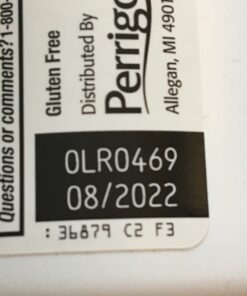 Questions or comments? 1-800-
Gluten Free
Distributed By
Perrigo
Allegan, MI 4901
0LR0469
08/2022
: 36879 C2 F3